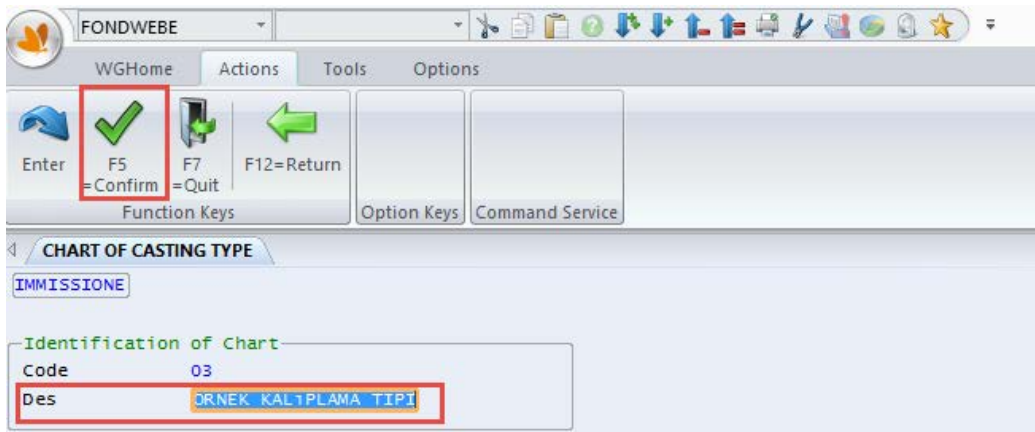 FONDWEBE
WGHome Actions Tools Options
Enter F5 =Confirm F7 =Quit F12=Return
Function Keys Option Keys Command Service
CHART OF CASTING TYPE
IMMISSIONE
Identification of Chart
Code 03
Des ORNEK KALıPLAMA TIPI